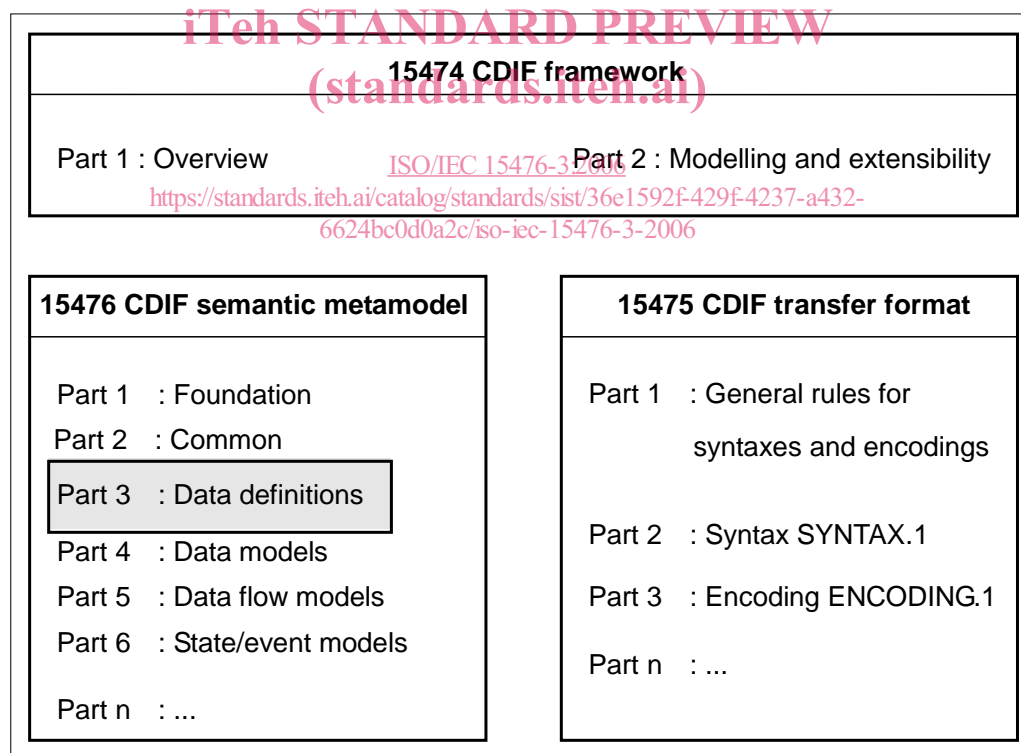 iTeh STANDARD PREVIEW
15474 CDIF framework
(standards.iteh.ai)
Part 1 : Overview
Part 2 : Modelling and extensibility
ISO/IEC 15476-3:2006
https://standards.iteh.ai/catalog/standards/sist/36e1592f-429f-4237-a432-
6624bc0d0a2c/iso-iec-15476-3-2006
15476 CDIF semantic metamodel
Part 1 : Foundation
Part 2 : Common
Part 3 : Data definitions
Part 4 : Data models
Part 5 : Data flow models
Part 6 : State/event models
Part n : ...
15475 CDIF transfer format
Part 1 : General rules for
syntaxes and encodings
Part 2 : Syntax SYNTAX.1
Part 3 : Encoding ENCODING.1
Part n : ...